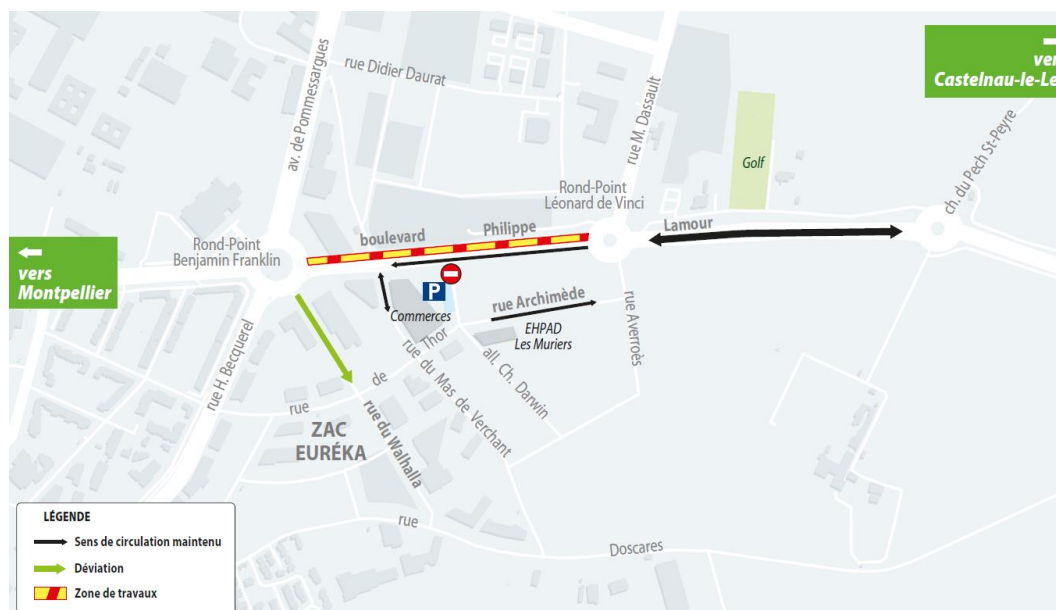 rue Didier Daurat
av. de Pommessargues
rue M. Dassault
vers
Castelnau-le-Le
ch. du Pech St-Peyre
Golf
Rond-Point
Léonard de Vinci
Lamour
Philippe
boulevard
Rond-Point
Benjamin Franklin
vers
Montpellier
P
Commerces
rue Archimède
EHPAD
Les Muriers
rue Averroès
rue H. Becquerel
rue de Thor
all. Ch. Darwin
rue du Mas de Verchant
rue du Walhalla
ZAC
EURÉKA
rue Doscares
LÉGENDE
Sens de circulation maintenu
Déviation
Zone de travaux